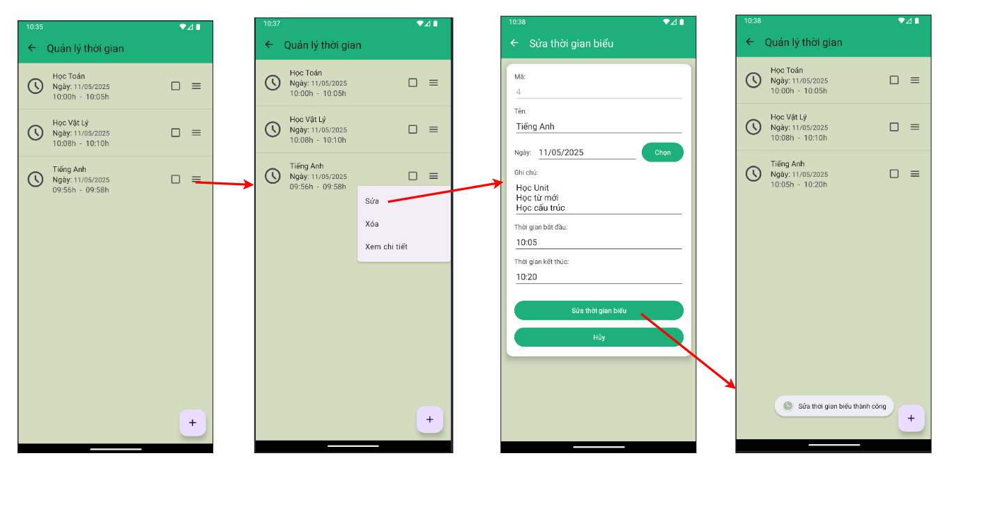 10:35
Quản lý thời gian
Học Toán
Ngày: 11/05/2025
10:00h - 10:05h
Học Vật Lý
Ngày: 11/05/2025
10:08h - 10:10h
Tiếng Anh
Ngày: 11/05/2025
09:56h - 09:58h
+
10:37
Quản lý thời gian
Học Toán
Ngày: 11/05/2025
10:00h - 10:05h
Học Vật Lý
Ngày: 11/05/2025
10:08h - 10:10h
Tiếng Anh
Ngày: 11/05/2025
09:56h - 09:58h
Sửa
Xóa
Xem chi tiết
+
10:38
Sửa thời gian biểu
Mã:
4
Tên:
Tiếng Anh
Ngày: 11/05/2025 Chọn
Ghi chú:
Học Unit
Học từ mới
Học cấu trúc
Thời gian bắt đầu:
10:05
Thời gian kết thúc:
10:20
Sửa thời gian biểu
Hủy
10:38
Quản lý thời gian
Học Toán
Ngày: 11/05/2025
10:00h - 10:05h
Học Vật Lý
Ngày: 11/05/2025
10:08h - 10:10h
Tiếng Anh
Ngày: 11/05/2025
10:05h - 10:20h
Sửa thời gian biểu thành công
+